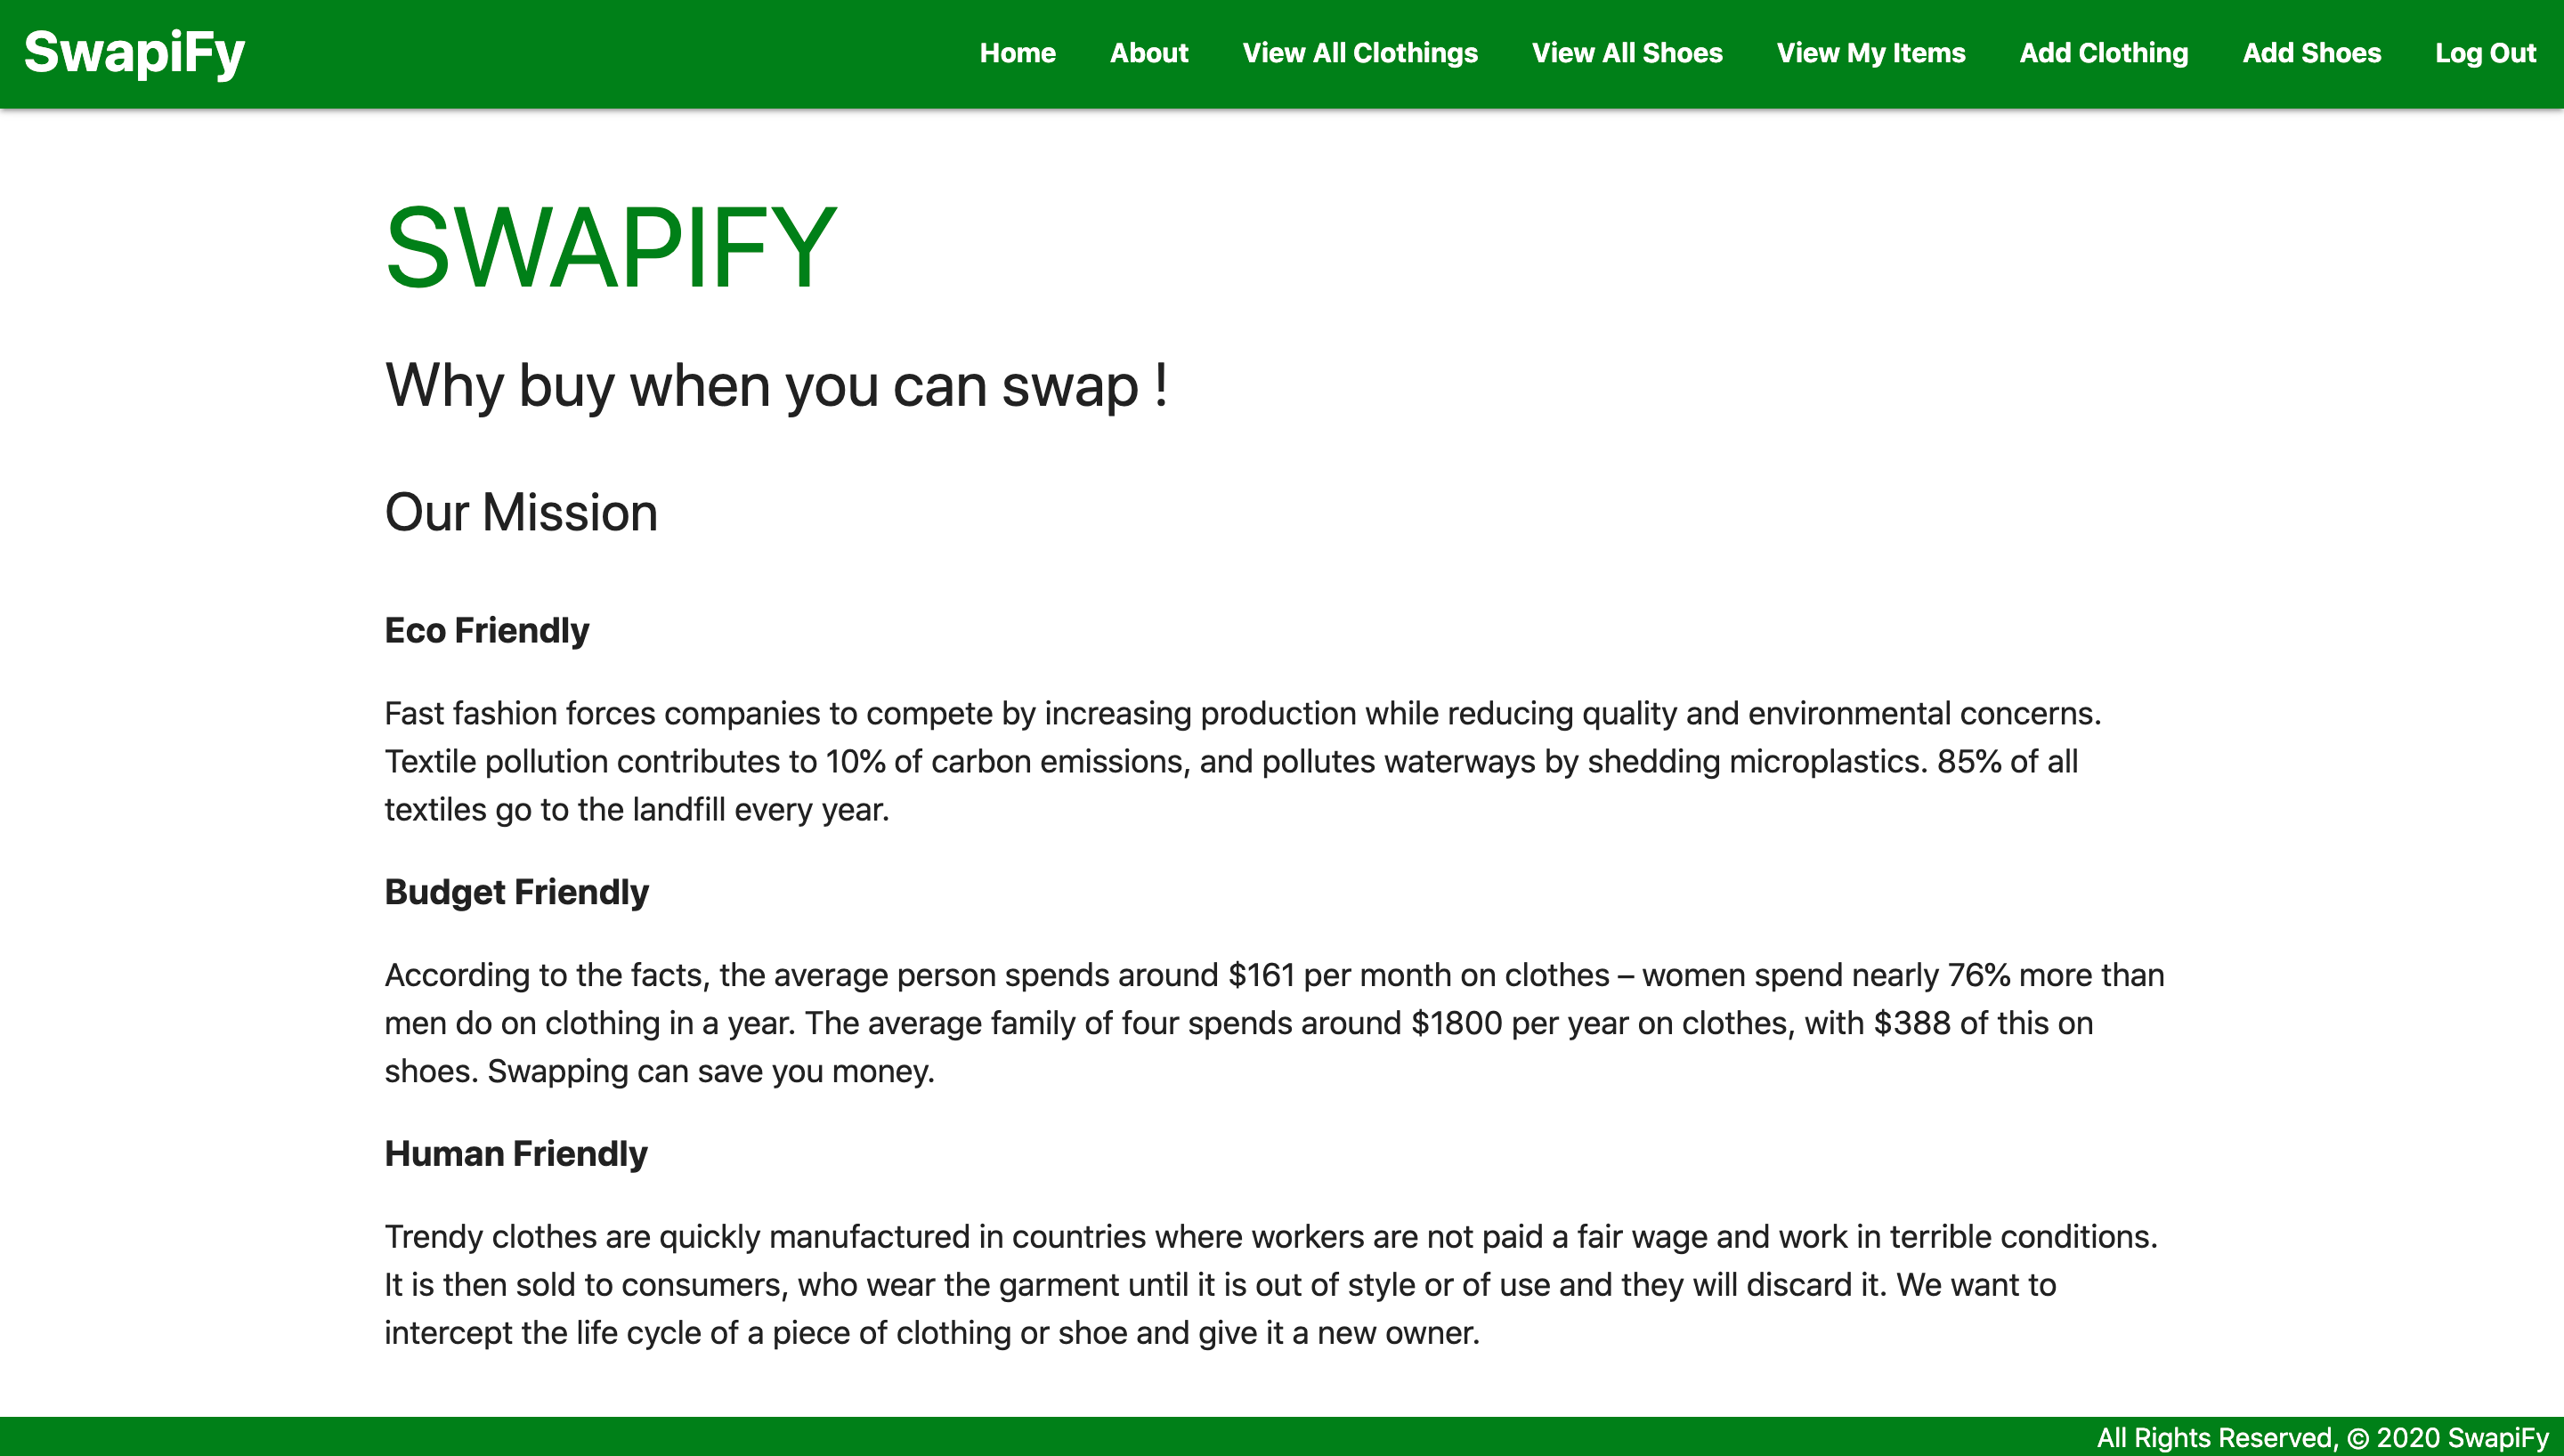 SwapiFy
Home About View All Clothings View All Shoes View My Items Add Clothing Add Shoes Log Out
SWAPIFY
Why buy when you can swap !
Our Mission
Eco Friendly
Fast fashion forces companies to compete by increasing production while reducing quality and environmental concerns.
Textile pollution contributes to 10% of carbon emissions, and pollutes waterways by shedding microplastics. 85% of all
textiles go to the landfill every year.
Budget Friendly
According to the facts, the average person spends around $161 per month on clothes – women spend nearly 76% more than
men do on clothing in a year. The average family of four spends around $1800 per year on clothes, with $388 of this on
shoes. Swapping can save you money.
Human Friendly
Trendy clothes are quickly manufactured in countries where workers are not paid a fair wage and work in terrible conditions.
It is then sold to consumers, who wear the garment until it is out of style or of use and they will discard it. We want to
intercept the life cycle of a piece of clothing or shoe and give it a new owner.
All Rights Reserved, © 2020 SwapiFy